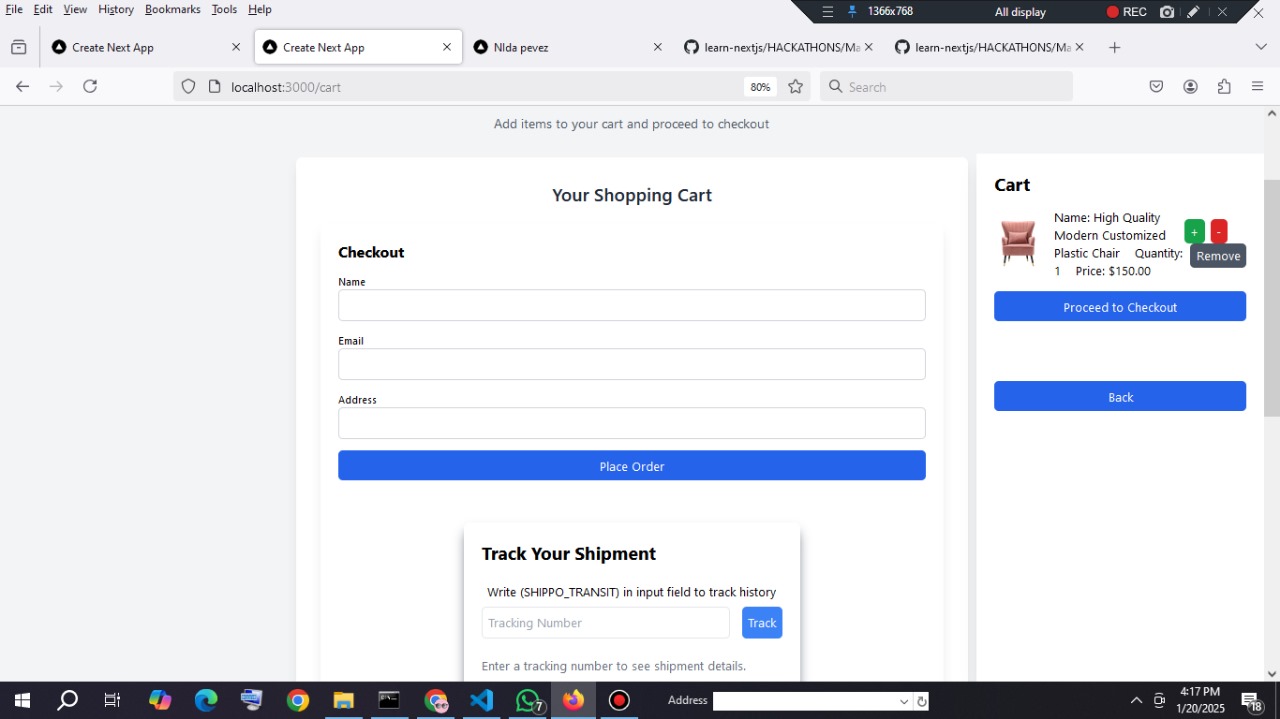 File Edit View History Bookmarks Tools Help
1366x768 All display REC
Create Next App
Create Next App
NIda pevez
learn-nextjs/HACKATHONS/Ma
learn-nextjs/HACKATHONS/Ma
localhost:3000/cart
80%
Search
Add items to your cart and proceed to checkout
Your Shopping Cart
Checkout
Name
Email
Address
Place Order
Track Your Shipment
Write (SHIPPO_TRANSIT) in input field to track history
Tracking Number
Track
Enter a tracking number to see shipment details.
Cart
Name: High Quality
Modern Customized
Plastic Chair Quantity:
1 Price: $150.00
+ -
Remove
Proceed to Checkout
Back
7
Address
4:17 PM
1/20/2025
18